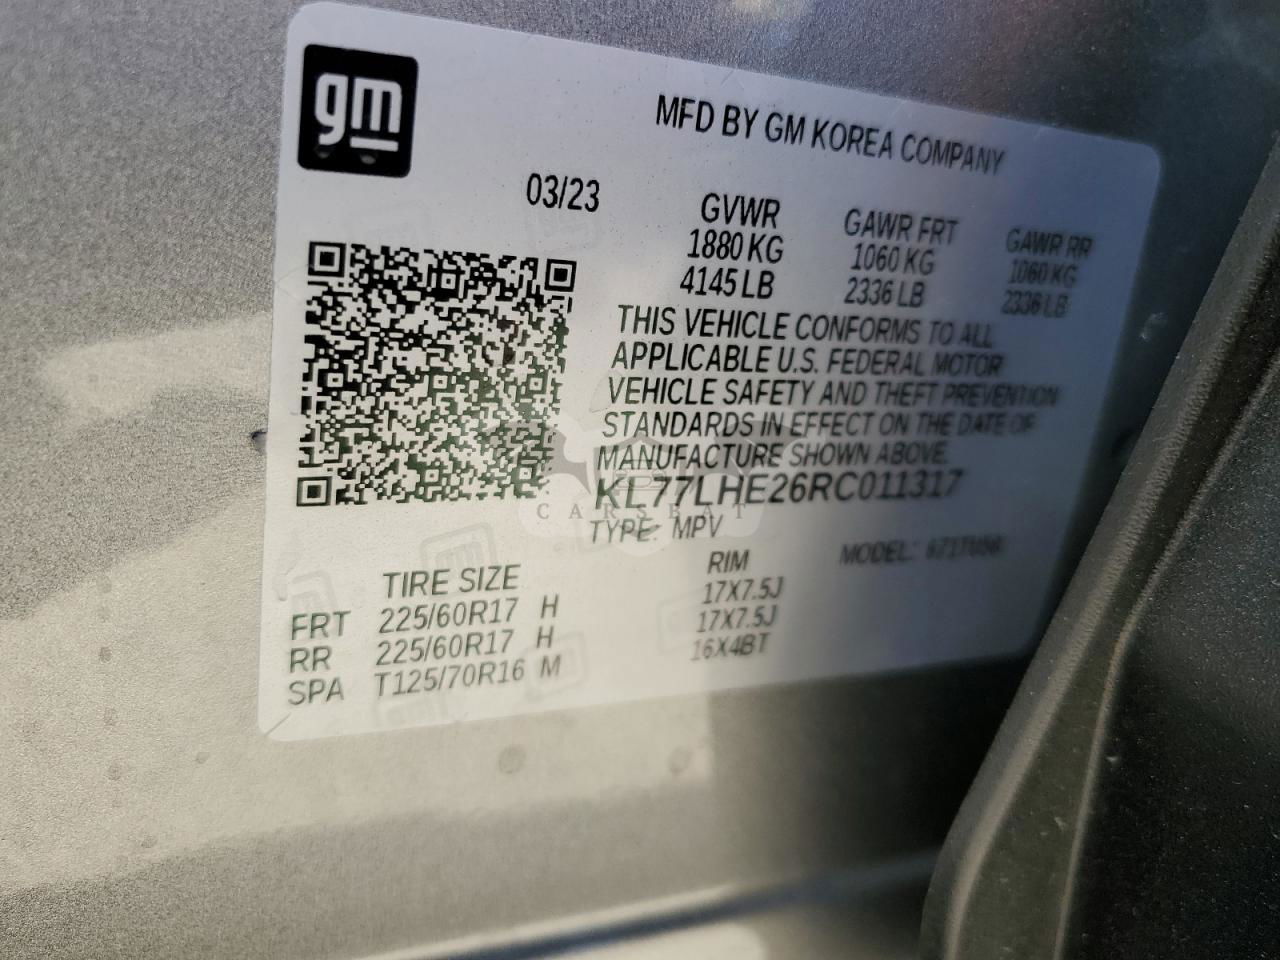 gm
MFD BY GM KOREA COMPANY
03/23
GVWR GAWR FRT GAWR RR
1880 KG 1060 KG 1060 KG
4145 LB 2336 LB 2336 LB
THIS VEHICLE CONFORMS TO ALL
APPLICABLE U.S. FEDERAL MOTOR
VEHICLE SAFETY AND THEFT PREVENTION
STANDARDS IN EFFECT ON THE DATE OF
MANUFACTURE SHOWN ABOVE.
KL77LHE26RC011317
CARSBAT
TYPE: MPV MODEL:
TIRE SIZE RIM
FRT 225/60R17 H 17X7.5J
RR 225/60R17 H 17X7.5J
SPA T125/70R16 M 16X4BT